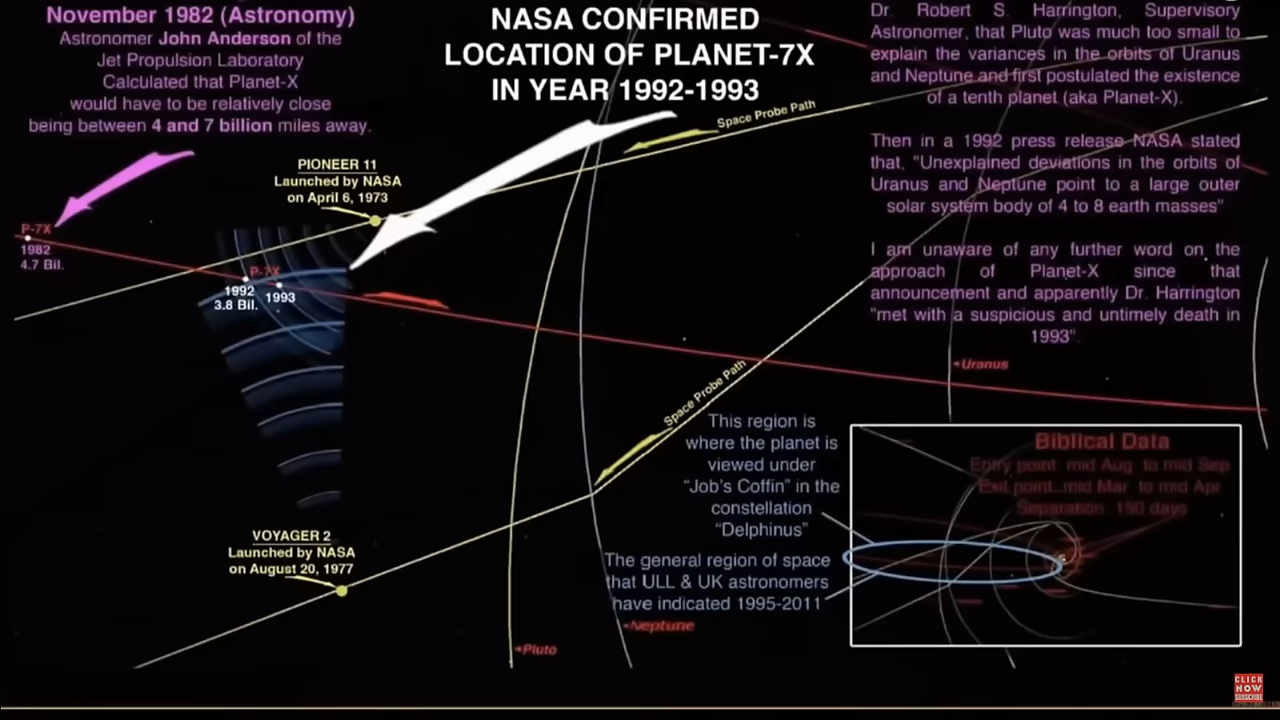 November 1982 (Astronomy)
Astronomer John Anderson of the
Jet Propulsion Laboratory
Calculated that Planet-X
would have to be relatively close
being between 4 and 7 billion miles away.
NASA CONFIRMED
LOCATION OF PLANET-7X
IN YEAR 1992-1993
Dr. Robert S. Harrington, Supervisory
Astronomer, that Pluto was much too small to
explain the variances in the orbits of Uranus
and Neptune and first postulated the existence
of a tenth planet (aka Planet-X).
Then in a 1992 press release NASA stated
that, "Unexplained deviations in the orbits of
Uranus and Neptune point to a large outer
solar system body of 4 to 8 earth masses"
I am unaware of any further word on the
approach of Planet-X since that
announcement and apparently Dr. Harrington
"met with a suspicious and untimely death in
1993".
Space Probe Path
PIONEER 11
Launched by NASA
on April 6, 1973
P-7X
1982
4.7 Bil.
P-7X
1992
3.8 Bil.
1993
Uranus
Space Probe Path
This region is
where the planet is
viewed under
"Job's Coffin" in the
constellation
"Delphinus"
The general region of space
that ULL & UK astronomers
have indicated 1995-2011
VOYAGER 2
Launched by NASA
on August 20, 1977
Neptune
Pluto
Biblical Data
Entry point mid Aug to mid Sep
Exit point mid Mar to mid Apr
Separation 150 days
CLICK
NOW
SUBSCRIBE